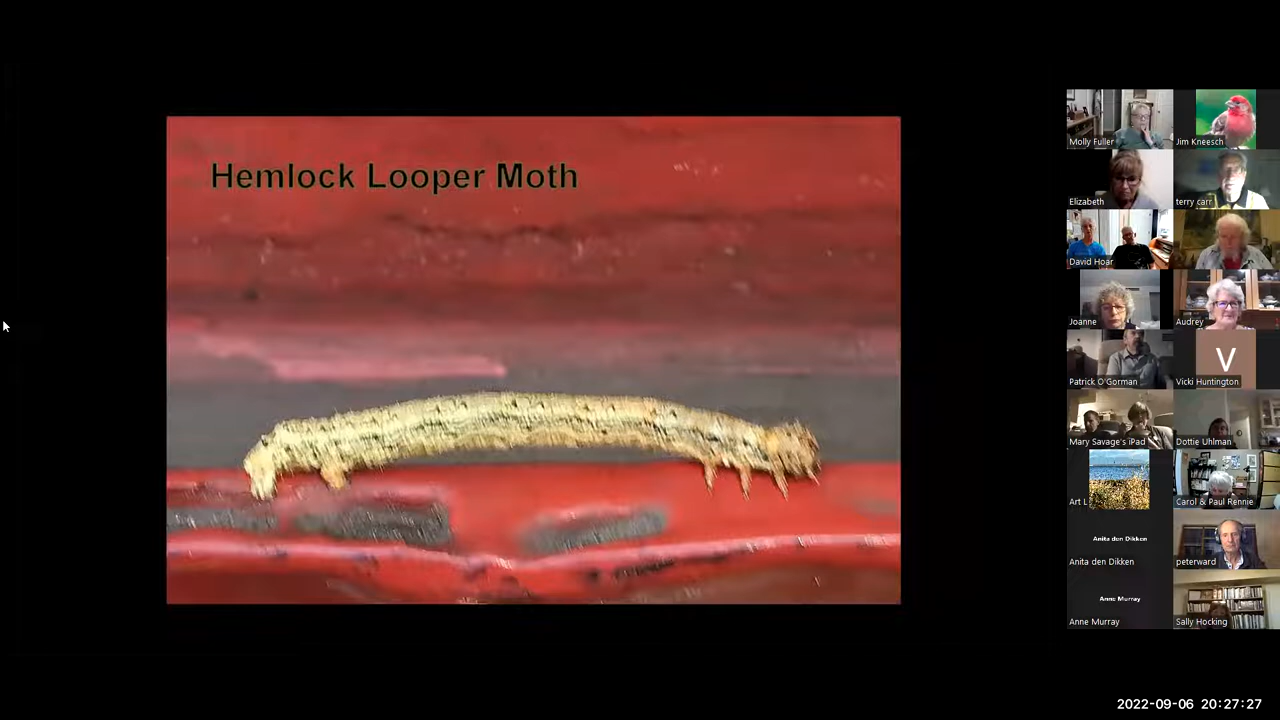 Hemlock Looper Moth
Molly Fuller
Jim Kneesch
Elizabeth
terry carr
David Hoar
Joanne
Audrey
Patrick O'Gorman
V
Vicki Huntington
Mary Savage's iPad
Dottie Uhlman
Art L
Carol & Paul Rennie
Anita den Dikken
Anita den Dikken
peterward
Anne Murray
Anne Murray
Sally Hocking
2022-09-06 20:27:27